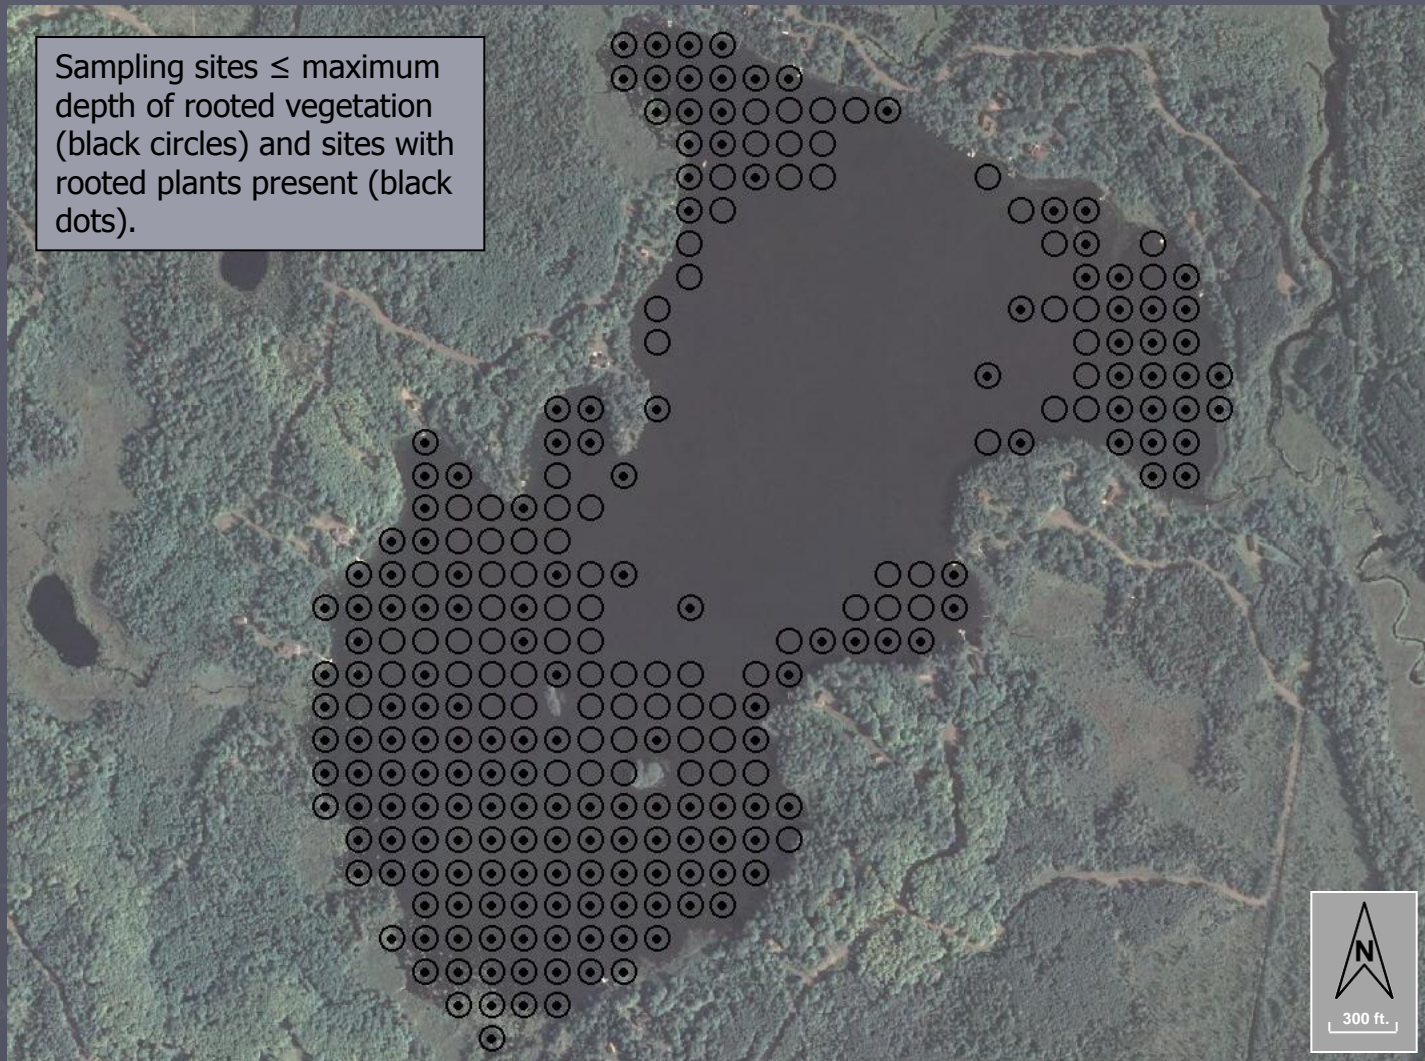 Sampling sites ≤ maximum
depth of rooted vegetation
(black circles) and sites with
rooted plants present (black
dots).
N
300 ft.